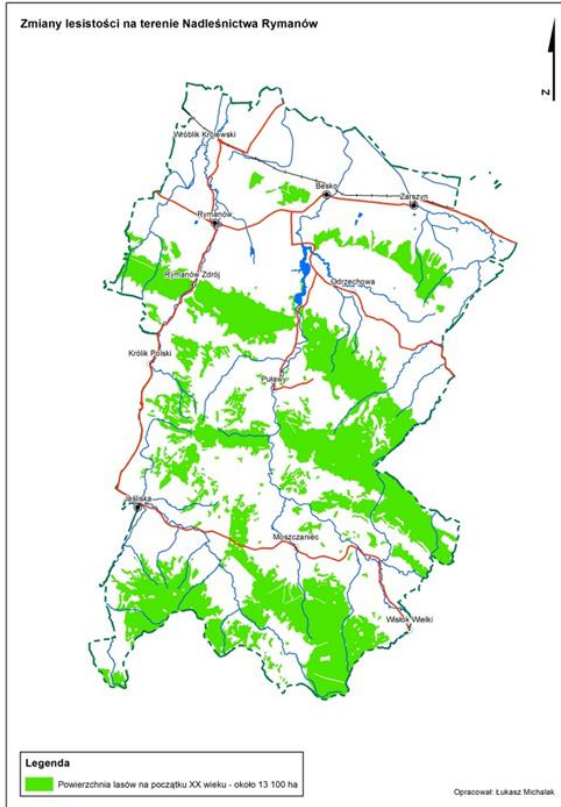 Zmiany lesistości na terenie Nadleśnictwa Rymanów
N
Wróblik Królewski
Besko
Zarszyn
Rymanów
Rymanów Zdrój
Odrzechowa
Królik Polski
Puławy
Jaśliska
Moszczaniec
Wisłok Wielki
Legenda
Powierzchnia lasów na początku XX wieku - około 13 100 ha
Opracował: Łukasz Michalak